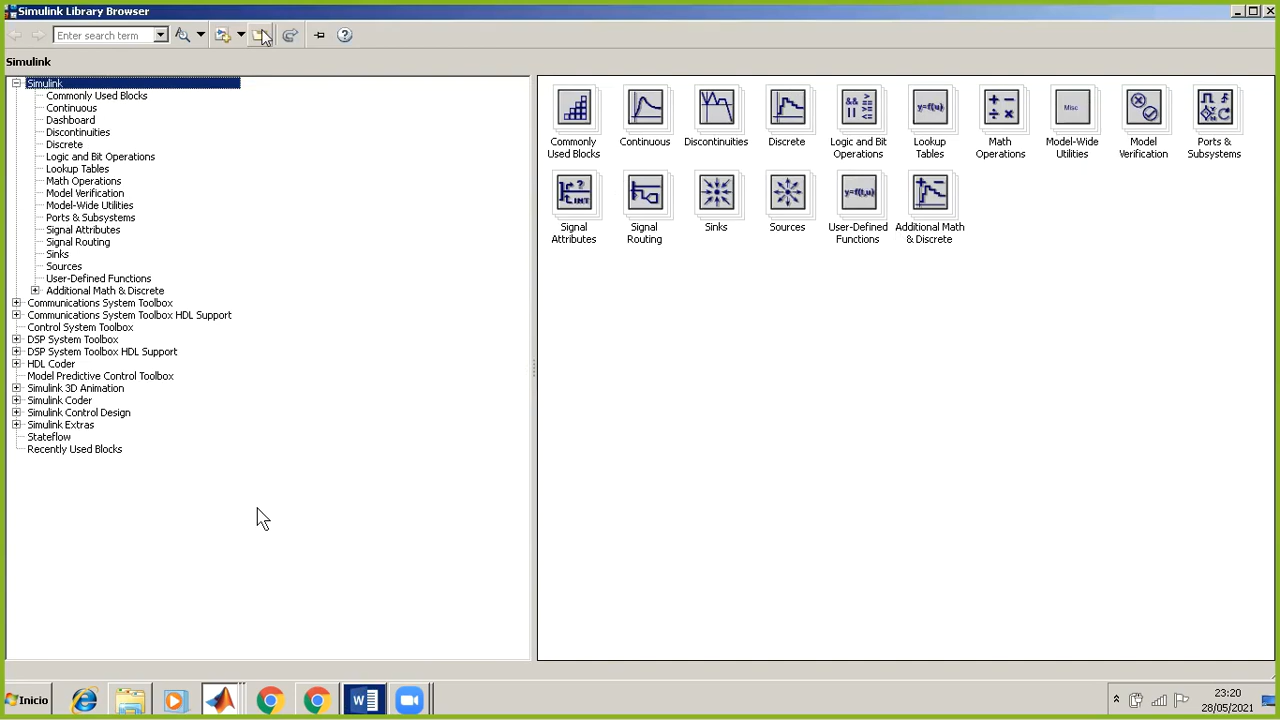 Simulink Library Browser
Enter search term
Simulink
Simulink
Commonly Used Blocks
Continuous
Dashboard
Discontinuities
Discrete
Logic and Bit Operations
Lookup Tables
Math Operations
Model Verification
Model-Wide Utilities
Ports & Subsystems
Signal Attributes
Signal Routing
Sinks
Sources
User-Defined Functions
Additional Math & Discrete
Communications System Toolbox
Communications System Toolbox HDL Support
Control System Toolbox
DSP System Toolbox
DSP System Toolbox HDL Support
HDL Coder
Model Predictive Control Toolbox
Simulink 3D Animation
Simulink Coder
Simulink Control Design
Simulink Extras
Stateflow
Recently Used Blocks
&& >
|| >=
<=
y=f(u)
+ -
÷ ×
Misc
Commonly Used Blocks
Continuous
Discontinuities
Discrete
Logic and Bit Operations
Lookup Tables
Math Operations
Model-Wide Utilities
Model Verification
Ports & Subsystems
?
INT
y=f(t,u)
Signal Attributes
Signal Routing
Sinks
Sources
User-Defined Functions
Additional Math & Discrete
Inicio
W
23:20
28/05/2021